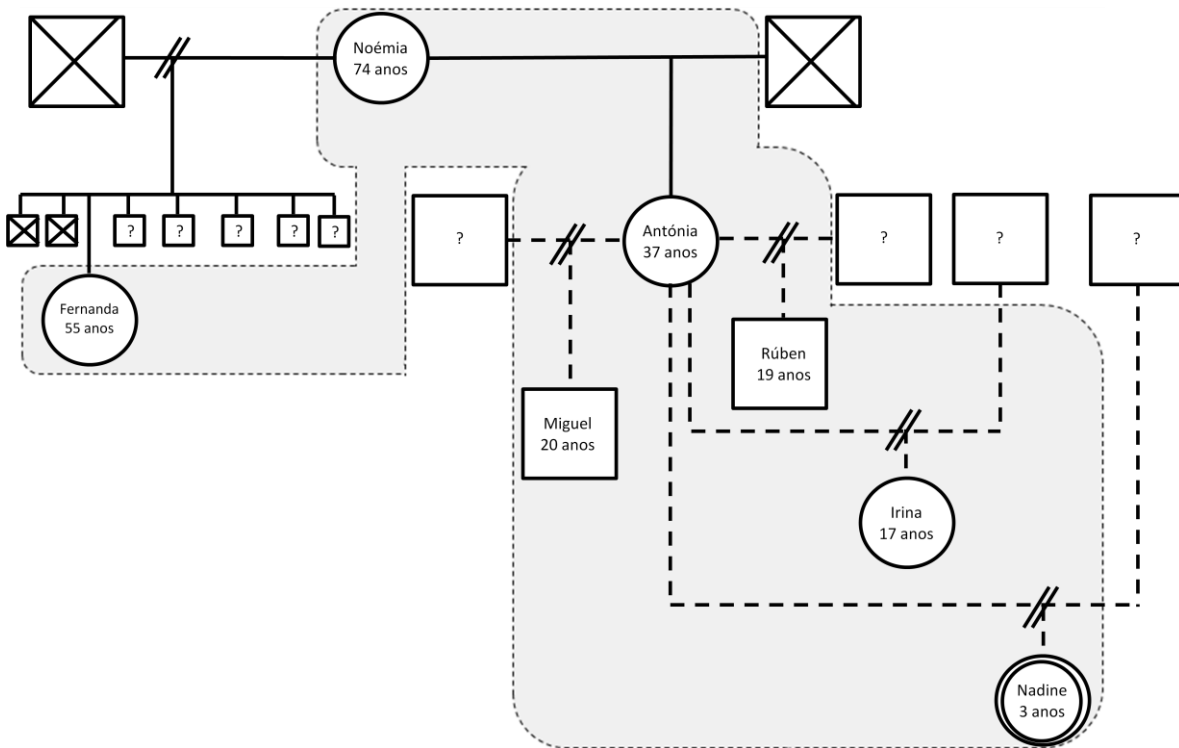 Noémia
74 anos
?
?
?
?
?
Fernanda
55 anos
?
Antónia
37 anos
?
?
?
Rúben
19 anos
Miguel
20 anos
Irina
17 anos
Nadine
3 anos